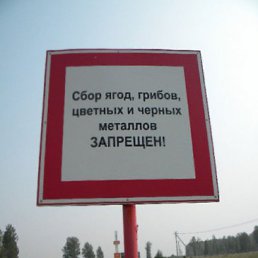 Сбор ягод, грибов,
цветных и черных
металлов
ЗАПРЕЩЕН!